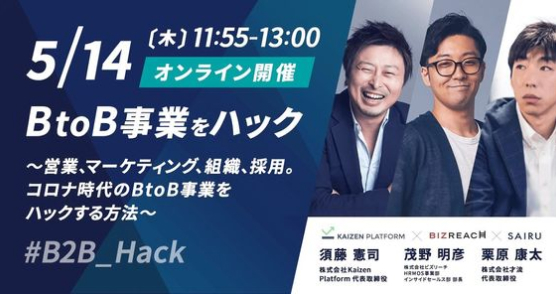 5/14 〔木〕11:55-13:00
オンライン開催
BtoB事業をハック
～営業、マーケティング、組織、採用。
コロナ時代のBtoB事業を
ハックする方法～
#B2B_Hack
KAIZEN PLATFORM × BIZREACH × SAIRU
須藤 憲司
株式会社Kaizen
Platform 代表取締役
茂野 明彦
株式会社ビズリーチ
HRMOS事業部
インサイドセールス部 部長
栗原 康太
株式会社才流
代表取締役